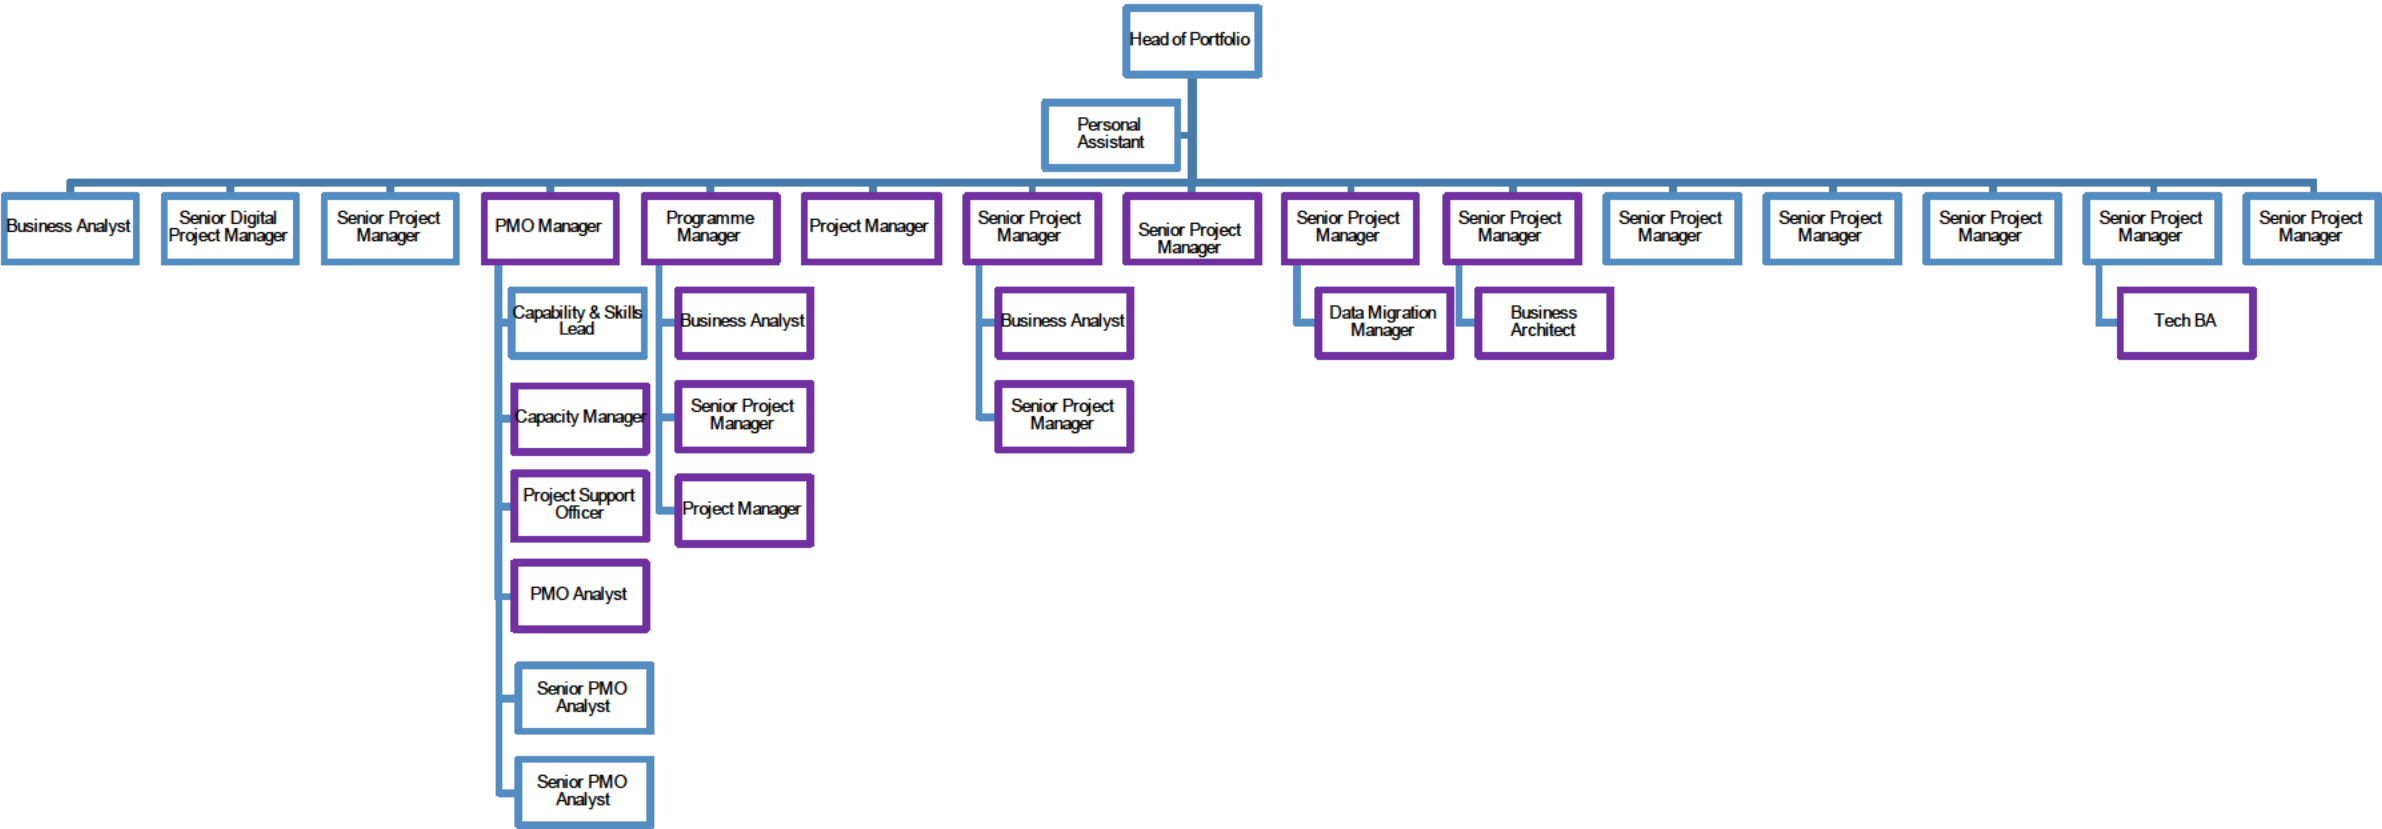 Head of Portfolio
Personal
Assistant
Business Analyst
Senior Digital
Project Manager
Senior Project
Manager
PMO Manager
Programme
Manager
Project Manager
Senior Project
Manager
Senior Project
Manager
Senior Project
Manager
Senior Project
Manager
Senior Project
Manager
Senior Project
Manager
Senior Project
Manager
Senior Project
Manager
Senior Project
Manager
Capability & Skills
Lead
Capacity Manager
Project Support
Officer
PMO Analyst
Senior PMO
Analyst
Senior PMO
Analyst
Business Analyst
Senior Project
Manager
Project Manager
Business Analyst
Senior Project
Manager
Data Migration
Manager
Business
Architect
Tech BA